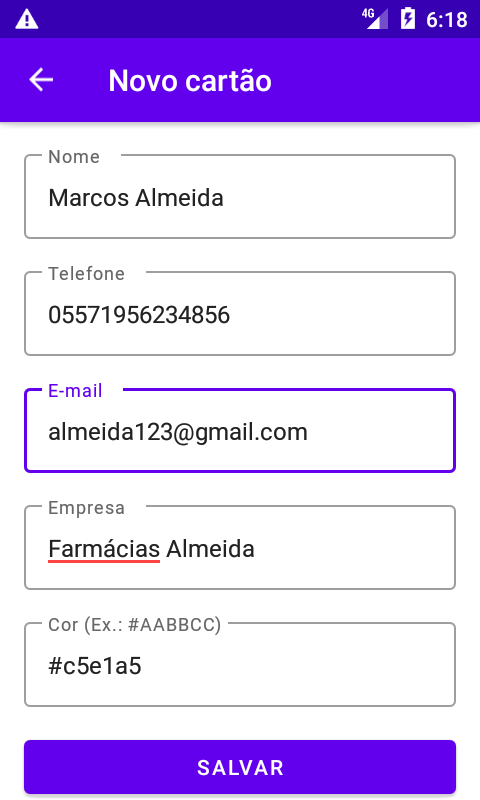 4G 6:18
Novo cartão
Nome
Marcos Almeida
Telefone
05571956234856
E-mail
almeida123@gmail.com
Empresa
Farmácias Almeida
Cor (Ex.: #AABBCC)
#c5e1a5
SALVAR